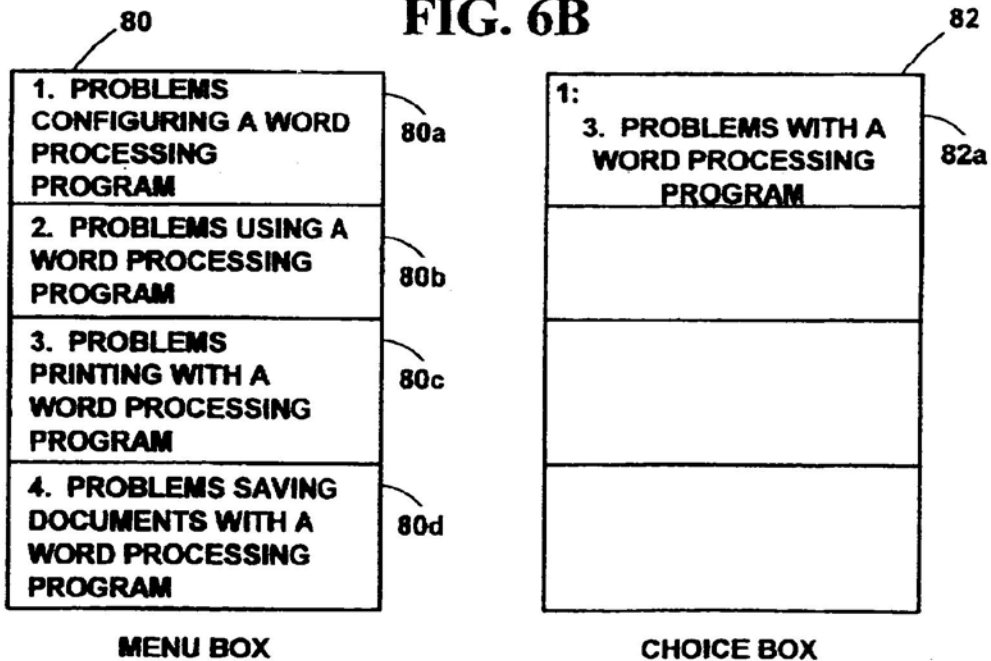 FIG. 6B
80
1. PROBLEMS
CONFIGURING A WORD
PROCESSING
PROGRAM
80a
2. PROBLEMS USING A
WORD PROCESSING
PROGRAM
80b
3. PROBLEMS
PRINTING WITH A
WORD PROCESSING
PROGRAM
80c
4. PROBLEMS SAVING
DOCUMENTS WITH A
WORD PROCESSING
PROGRAM
80d
MENU BOX
82
1:
3. PROBLEMS WITH A
WORD PROCESSING
PROGRAM
82a
CHOICE BOX